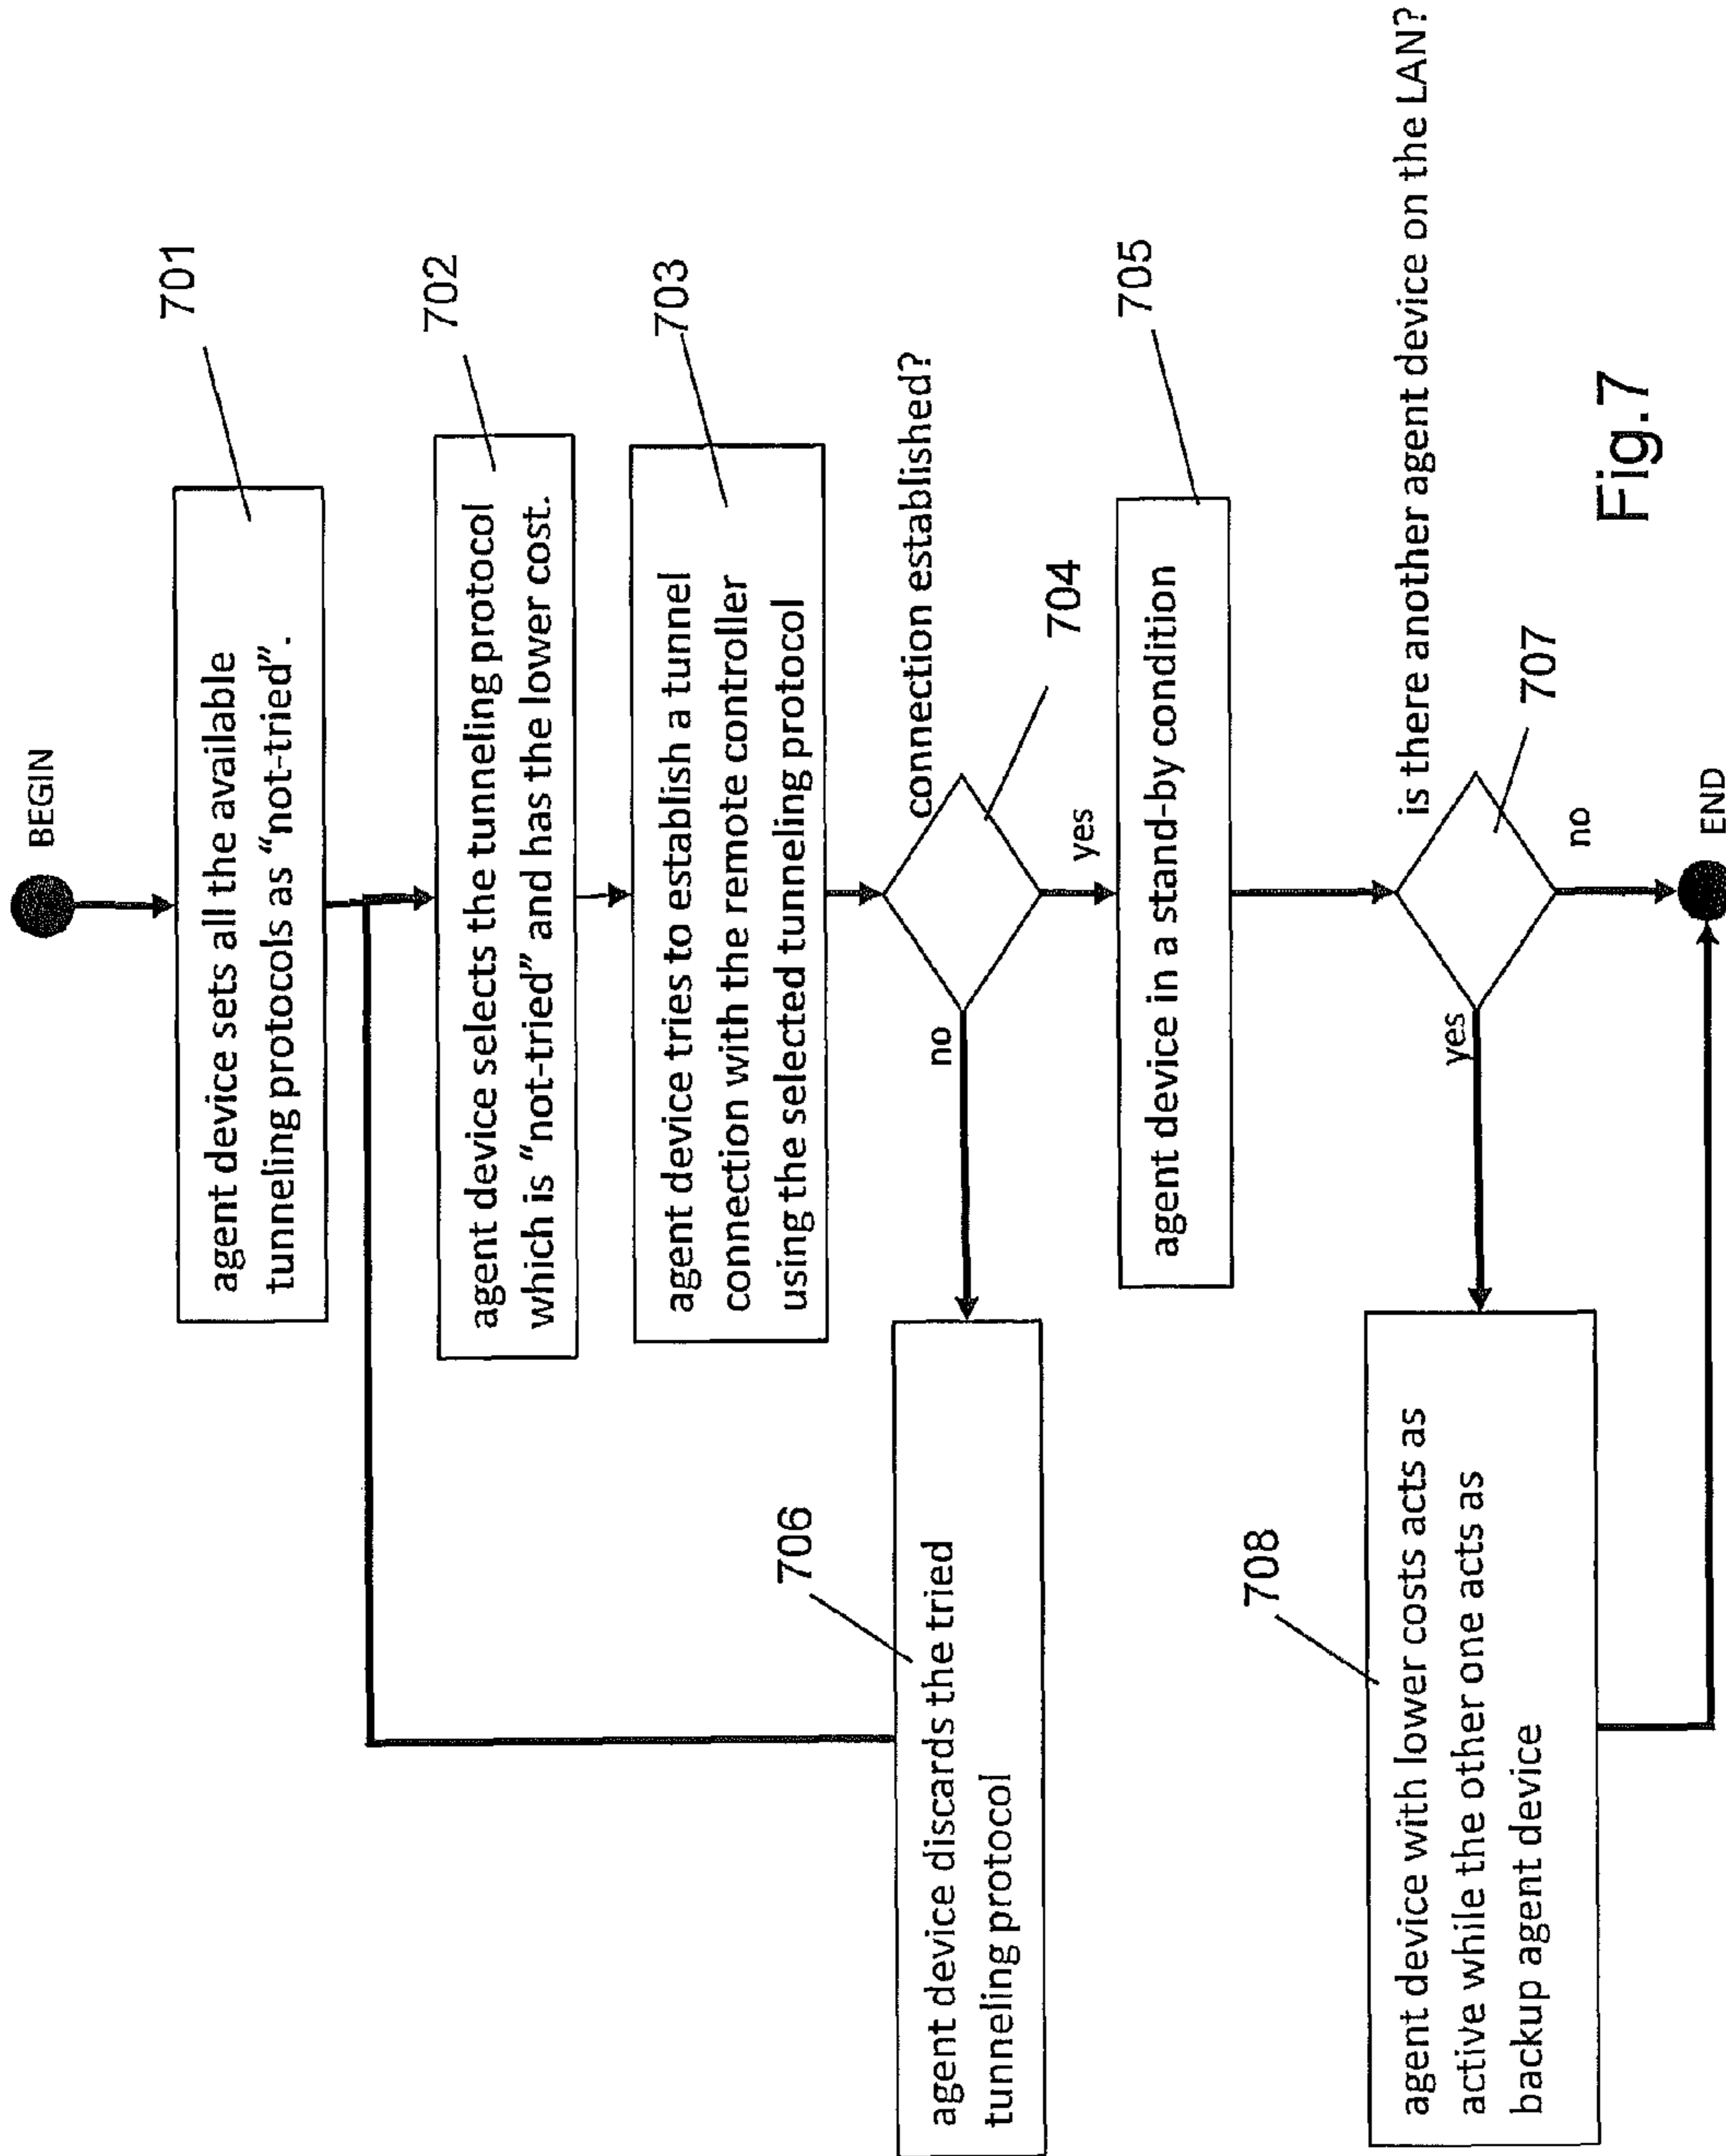 BEGIN
701
agent device sets all the available
tunneling protocols as “not-tried”.
702
agent device selects the tunneling protocol
which is “not-tried” and has the lower cost.
703
agent device tries to establish a tunnel
connection with the remote controller
using the selected tunneling protocol
connection established?
704
no
yes
706
agent device discards the tried
tunneling protocol
705
agent device in a stand-by condition
is there another agent device on the LAN?
707
yes
no
708
agent device with lower costs acts as
active while the other one acts as
backup agent device
END
Fig.7